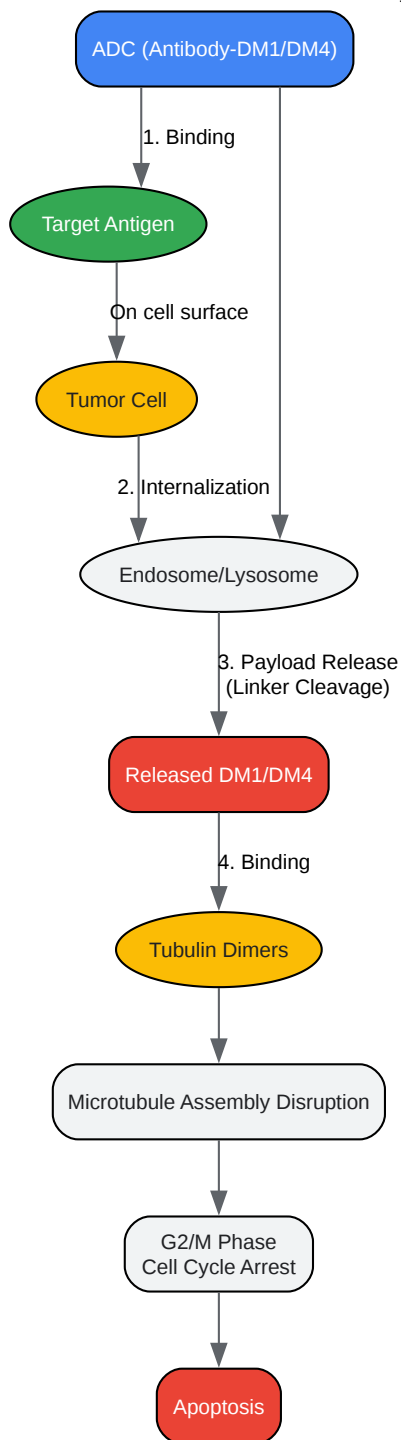 ADC (Antibody-DM1/DM4)
1. Binding
Target Antigen
On cell surface
Tumor Cell
2. Internalization
Endosome/Lysosome
3. Payload Release
(Linker Cleavage)
Released DM1/DM4
4. Binding
Tubulin Dimers
Microtubule Assembly Disruption
G2/M Phase
Cell Cycle Arrest
Apoptosis